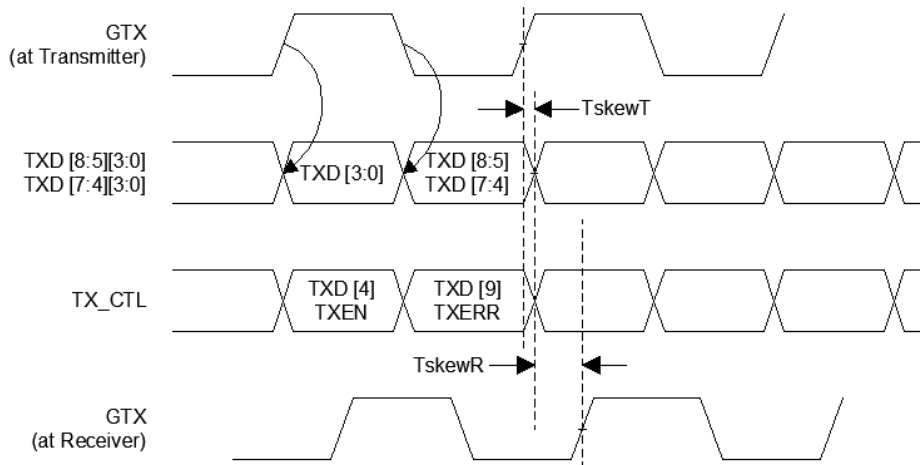 GTX
(at Transmitter)
TskewT
TXD [8:5][3:0]
TXD [7:4][3:0]
TXD [3:0]
TXD [8:5]
TXD [7:4]
TX_CTL
TXD [4]
TXEN
TXD [9]
TXERR
TskewR
GTX
(at Receiver)